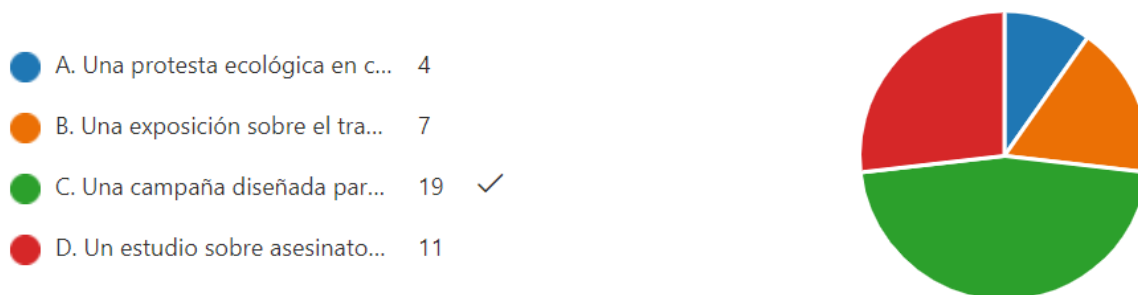 A. Una protesta ecológica en c... 4
B. Una exposición sobre el tra... 7
C. Una campaña diseñada par... 19
D. Un estudio sobre asesinato... 11